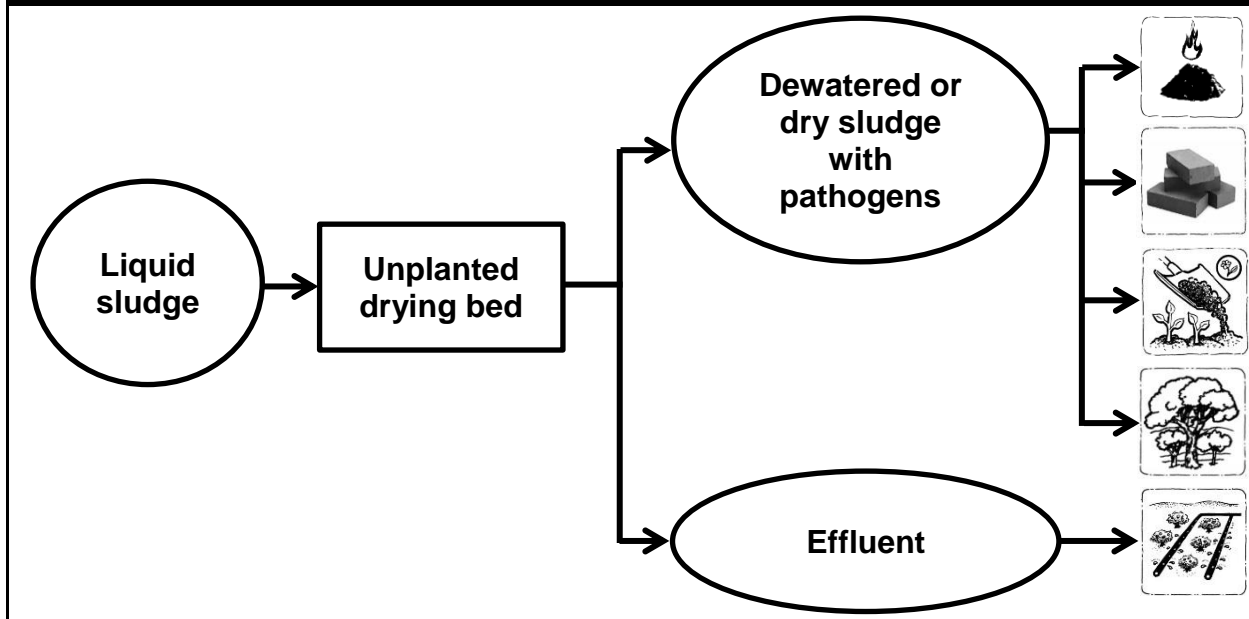 Liquid
sludge
Unplanted
drying bed
Dewatered or
dry sludge
with
pathogens
Effluent